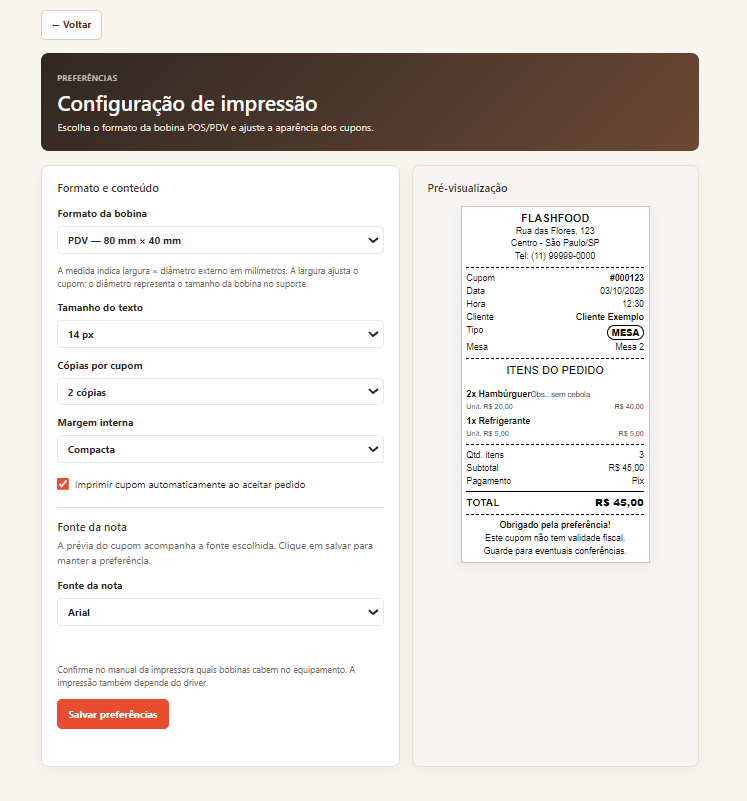 ← Voltar
PREFERÊNCIAS
Configuração de impressão
Escolha o formato da bobina POS/PDV e ajuste a aparência dos cupons.
Formato e conteúdo
Formato da bobina
PDV — 80 mm × 40 mm
A medida indica largura × diâmetro externo em milímetros. A largura ajusta o
cupom; o diâmetro representa o tamanho da bobina no suporte.
Tamanho do texto
14 px
Cópias por cupom
2 cópias
Margem interna
Compacta
Imprimir cupom automaticamente ao aceitar pedido
Fonte da nota
A prévia do cupom acompanha a fonte escolhida. Clique em salvar para
manter a preferência.
Fonte da nota
Arial
Confirme no manual da impressora quais bobinas cabem no equipamento. A
impressão também depende do driver.
Salvar preferências
Pré-visualização
FLASHFOOD
Rua das Flores, 123
Centro - São Paulo/SP
Tel: (11) 99999-0000
Cupom #000123
Data 03/10/2026
Hora 12:30
Cliente Cliente Exemplo
Tipo MESA
Mesa Mesa 2
ITENS DO PEDIDO
2x HambúrguerObs.: sem cebola
Unit. R$ 20,00 R$ 40,00
1x Refrigerante
Unit. R$ 5,00 R$ 5,00
Qtd. itens 3
Subtotal R$ 45,00
Pagamento Pix
TOTAL R$ 45,00
Obrigado pela preferência!
Este cupom não tem validade fiscal.
Guarde para eventuais conferências.